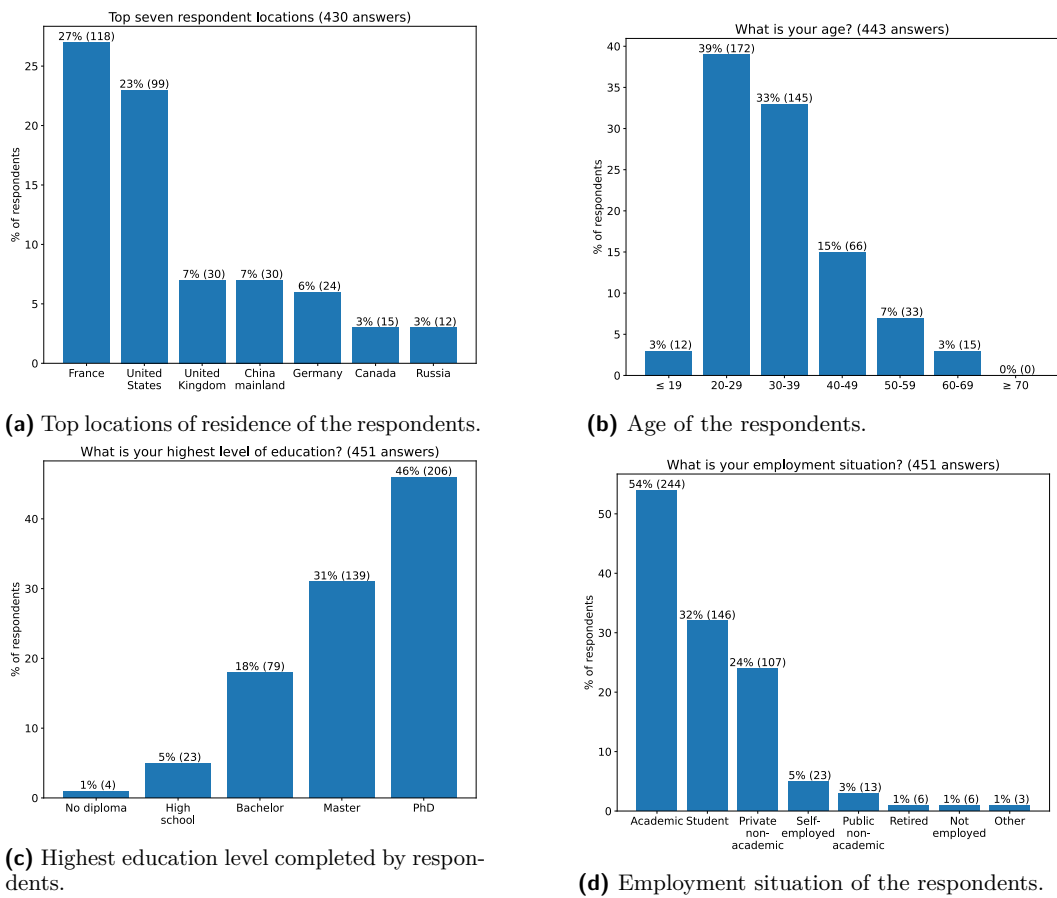 Top seven respondent locations (430 answers)
% of respondents
25
20
15
10
5
0
27% (118)
23% (99)
7% (30)
7% (30)
6% (24)
3% (15)
3% (12)
France
United States
United Kingdom
China mainland
Germany
Canada
Russia
(a) Top locations of residence of the respondents.
What is your age? (443 answers)
% of respondents
40
35
30
25
20
15
10
5
0
3% (12)
39% (172)
33% (145)
15% (66)
7% (33)
3% (15)
0% (0)
≤ 19
20-29
30-39
40-49
50-59
60-69
≥ 70
(b) Age of the respondents.
What is your highest level of education? (451 answers)
% of respondents
40
30
20
10
0
1% (4)
5% (23)
18% (79)
31% (139)
46% (206)
No diploma
High
school
Bachelor
Master
PhD
(c) Highest education level completed by respon-
dents.
What is your employment situation? (451 answers)
% of respondents
50
40
30
20
10
0
54% (244)
32% (146)
24% (107)
5% (23)
3% (13)
1% (6)
1% (6)
1% (3)
Academic
Student
Private
non-
academic
Self-
employed
Public
non-
academic
Retired
Not
employed
Other
(d) Employment situation of the respondents.